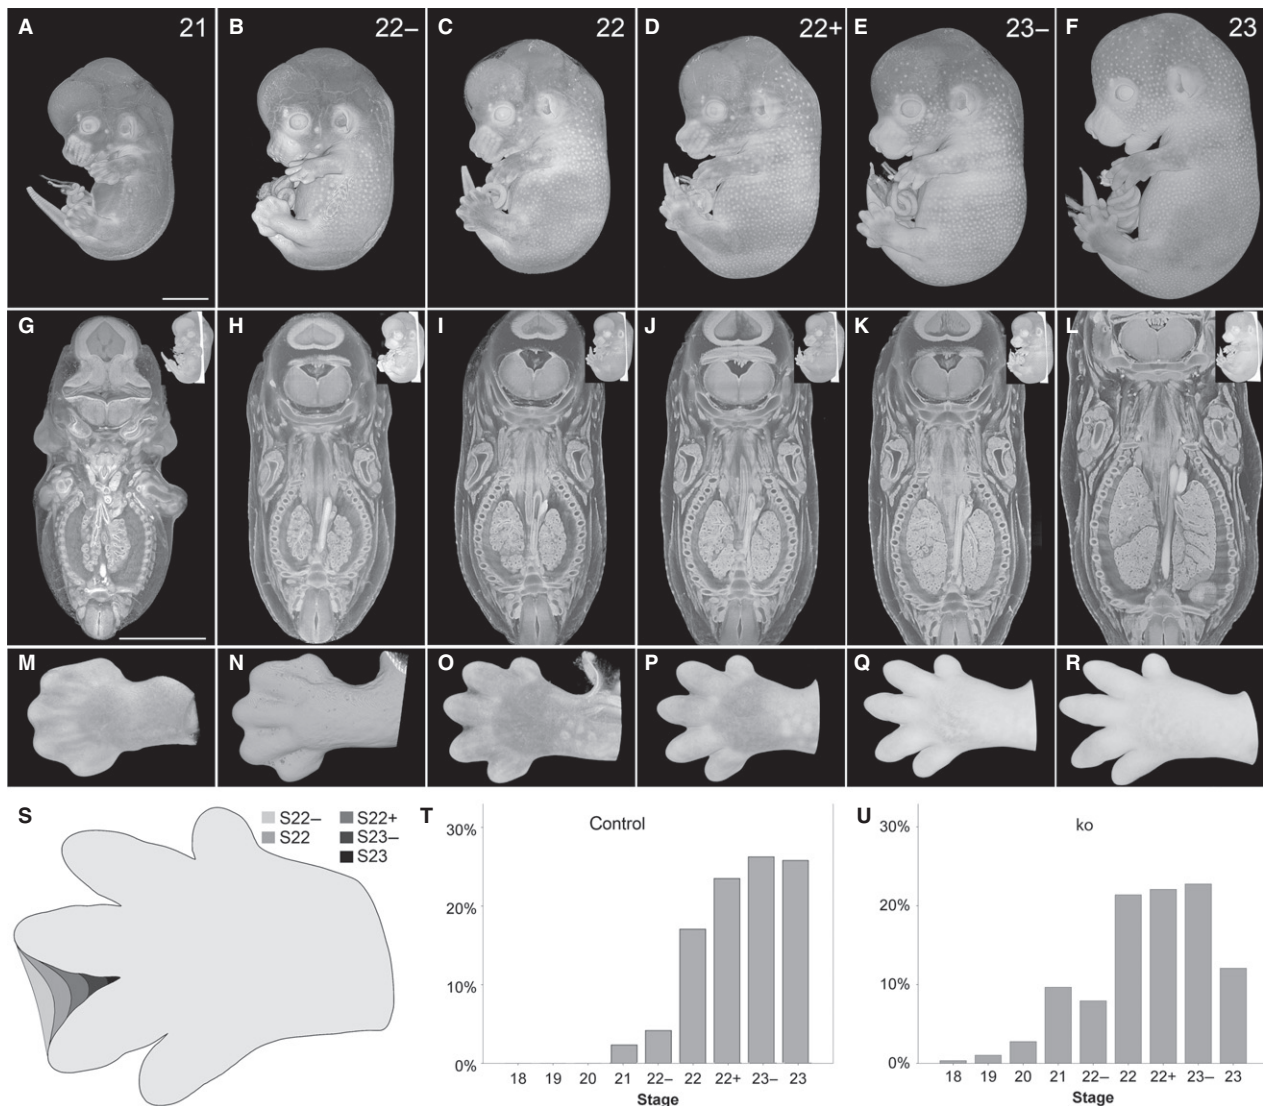 A 21 B 22– C 22 D 22+ E 23– F 23
G H I J K L
M N O P Q R
S S22– S22+
S22 S23–
S23
T Control
30%
20%
10%
0%
18 19 20 21 22– 22 22+ 23– 23
Stage
U ko
30%
20%
10%
0%
18 19 20 21 22– 22 22+ 23– 23
Stage